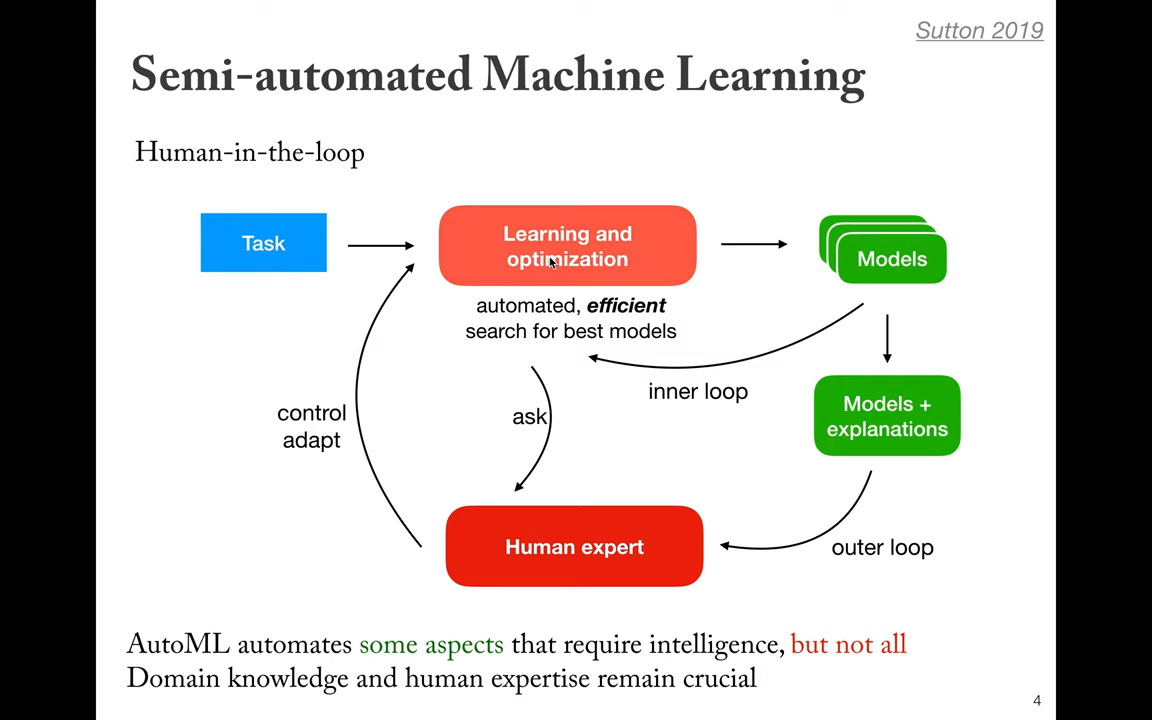 Sutton 2019
Semi-automated Machine Learning
Human-in-the-loop
Task
Learning and
optimization
Models
automated, efficient
search for best models
inner loop
Models +
explanations
control
adapt
ask
Human expert
outer loop
AutoML automates some aspects that require intelligence, but not all
Domain knowledge and human expertise remain crucial
4